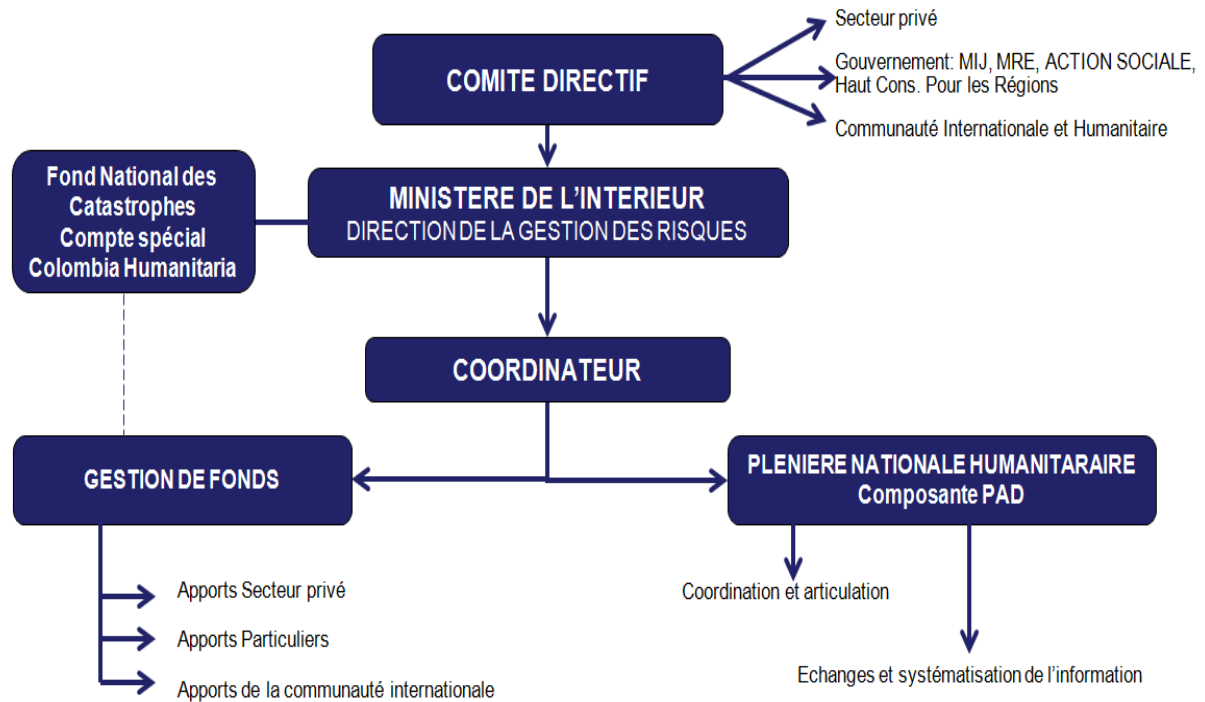 COMITE DIRECTIF
Secteur privé
Gouvernement: MIJ, MRE, ACTION SOCIALE,
Haut Cons. Pour les Régions
Communauté Internationale et Humanitaire
Fond National des
Catastrophes
Compte spécial
Colombia Humanitaria
MINISTERE DE L’INTERIEUR
DIRECTION DE LA GESTION DES RISQUES
COORDINATEUR
GESTION DE FONDS
PLENIERE NATIONALE HUMANITARAIRE
Composante PAD
Apports Secteur privé
Apports Particuliers
Apports de la communauté internationale
Coordination et articulation
Echanges et systématisation de l’information